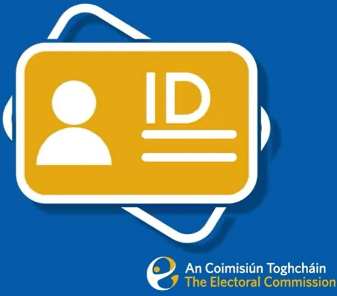 ID
An Coimisiún Toghcháin
The Electoral Commission